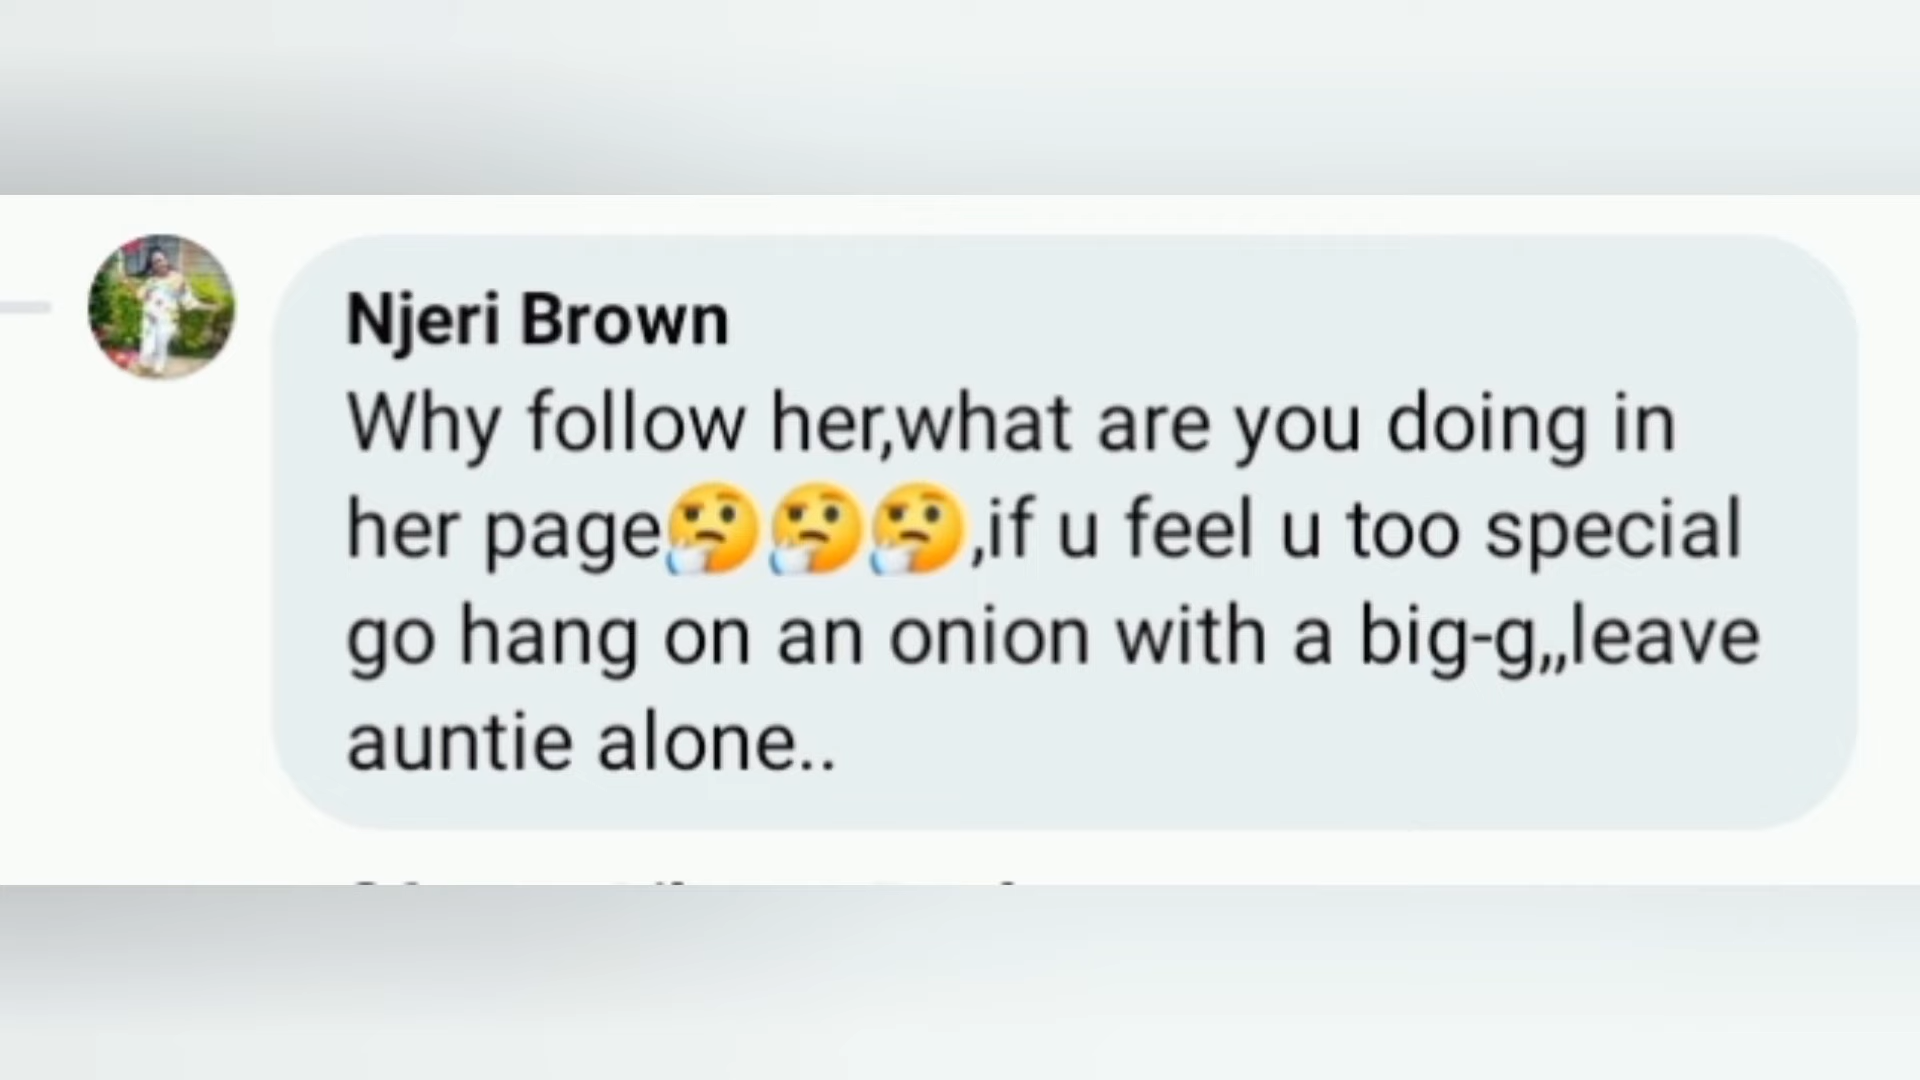 Njeri Brown
Why follow her,what are you doing in
her page🤔🤔🤔,if u feel u too special
go hang on an onion with a big-g,,leave
auntie alone..